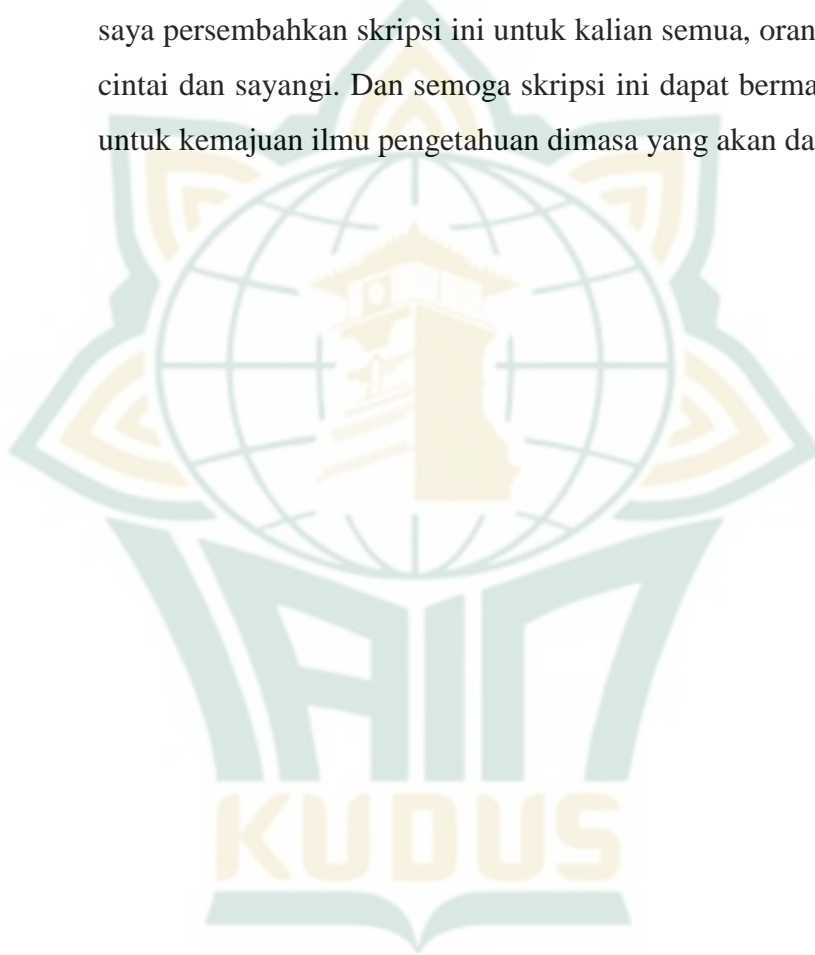 saya persembahkan skripsi ini untuk kalian semua, oran
cintai dan sayangi. Dan semoga skripsi ini dapat berma
untuk kemajuan ilmu pengetahuan dimasa yang akan da
IAIN
KUDUS